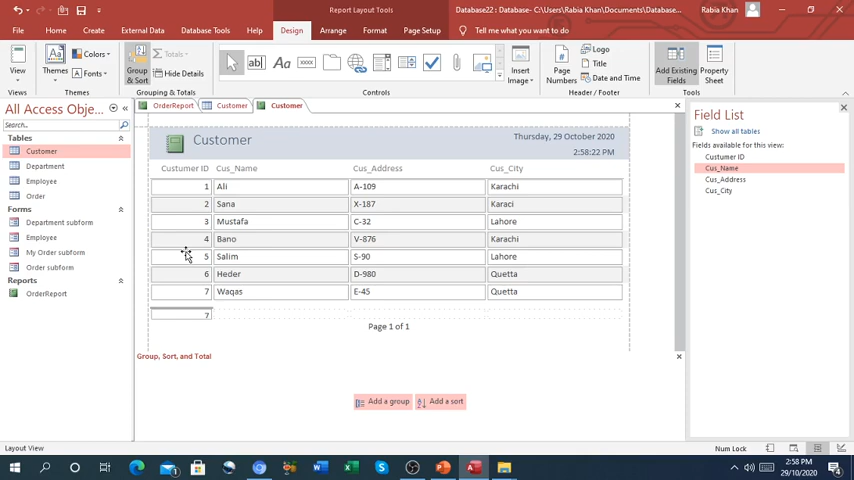 Report Layout Tools
Database22 : Database- C:\Users\Rabia Khan\Documents\Database...
Rabia Khan
File Home Create External Data Database Tools Help Design Arrange Format Page Setup Tell me what you want to do
View
Views
Themes
Colors
Fonts
Themes
Group & Sort
Totals
Hide Details
Grouping & Totals
ab|
Aa
xxxx
Controls
Insert Image
Page Numbers
Logo
Title
Date and Time
Header / Footer
Add Existing Fields
Property Sheet
Tools
All Access Obje...
Search...
Tables
Customer
Department
Employee
Order
Forms
Department subform
Employee
My Order subform
Order subform
Reports
OrderReport
OrderReport Customer Customer
Customer
Thursday, 29 October 2020
2:58:22 PM
Custumer ID Cus_Name Cus_Address Cus_City
1 Ali A-109 Karachi
2 Sana X-187 Karaci
3 Mustafa C-32 Lahore
4 Bano V-876 Karachi
5 Salim S-90 Lahore
6 Heder D-980 Quetta
7 Waqas E-45 Quetta
7
Page 1 of 1
Group, Sort, and Total
Add a group
Add a sort
Field List
Show all tables
Fields available for this view:
Custumer ID
Cus_Name
Cus_Address
Cus_City
Layout View
Num Lock
2:58 PM
29/10/2020